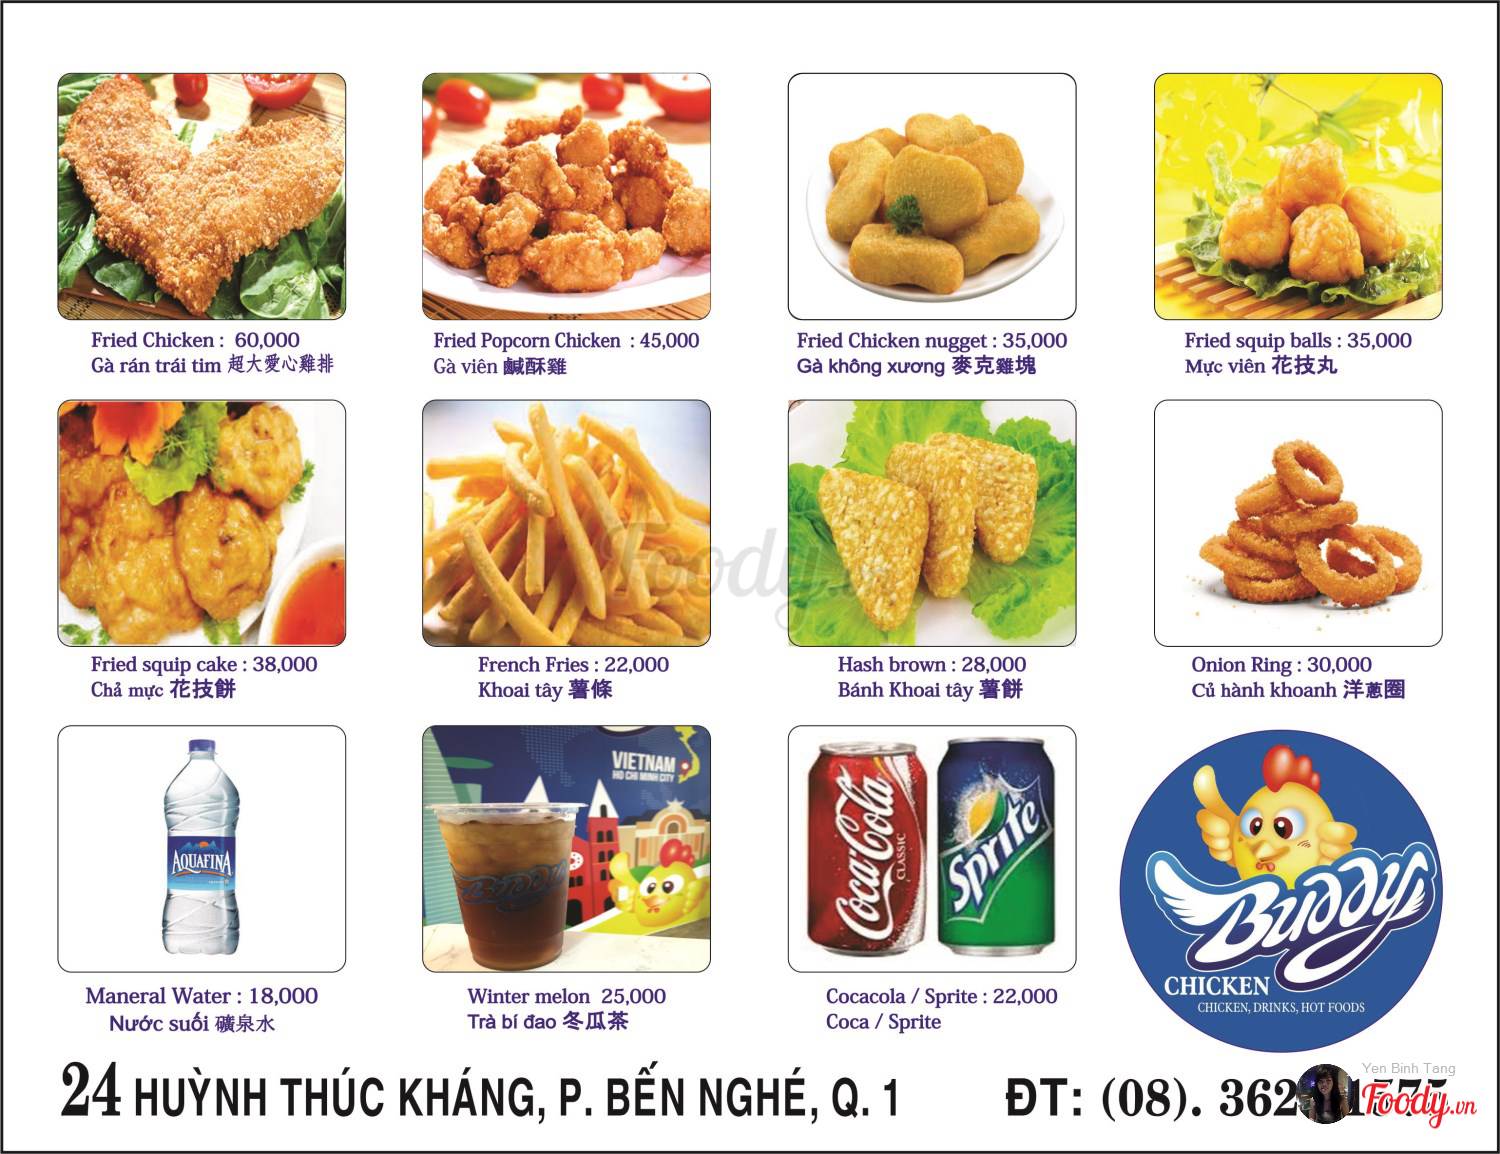 Fried Chicken : 60,000
Gà rán trái tim 超大愛心雞排
Fried Popcorn Chicken : 45,000
Gà viên 鹹酥雞
Fried Chicken nugget : 35,000
Gà không xương 麥克雞塊
Fried squip balls : 35,000
Mực viên 花技丸
Fried squip cake : 38,000
Chả mực 花技餅
French Fries : 22,000
Khoai tây 薯條
Hash brown : 28,000
Bánh Khoai tây 薯餅
Onion Ring : 30,000
Củ hành khoanh 洋蔥圈
Foody.vn
AQUAFINA
VIETNAM
HO CHI MINH CITY
Buddy
Coca-Cola
CLASSIC
Sprite
Buddy
CHICKEN
CHICKEN, DRINKS, HOT FOODS
Maneral Water : 18,000
Nước suối 礦泉水
Winter melon 25,000
Trà bí đao 冬瓜茶
Cocacola / Sprite : 22,000
Coca / Sprite
24 HUỲNH THÚC KHÁNG, P. BẾN NGHÉ, Q. 1
ĐT: (08). 362
Yen Binh Tang
Foody.vn